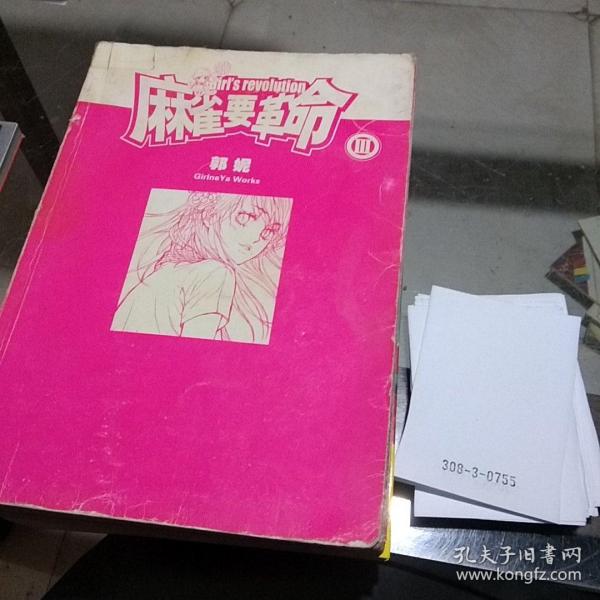 Girl's revolution
麻雀要革命
III
郭妮
GirlneYa Works
308-3-0755
孔夫子旧书网
www.kongfz.com